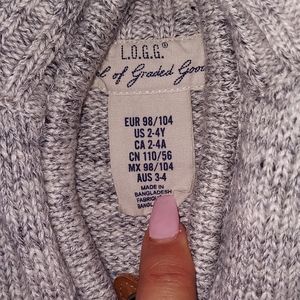 L.O.G.G.®
of Graded Goo
EUR 98/104
US 2-4Y
CA 2-4A
CN 110/56
MX 98/104
AUS 3-4
MADE IN
BANGLADESH